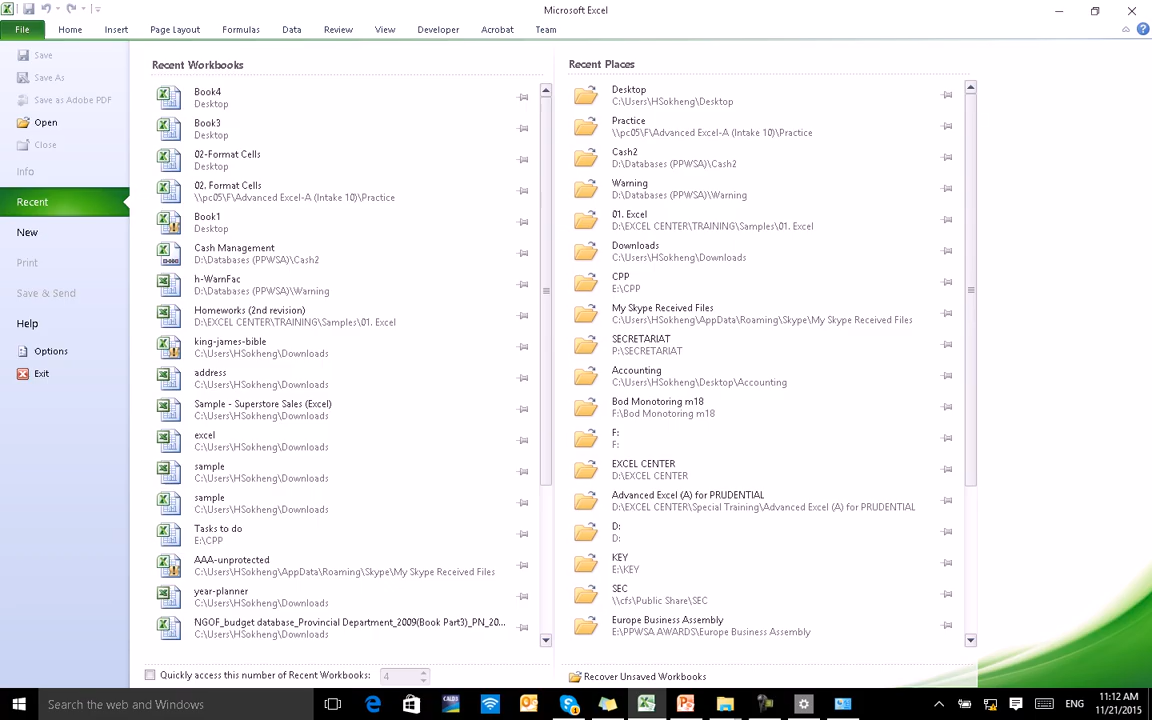 Microsoft Excel
File Home Insert Page Layout Formulas Data Review View Developer Acrobat Team
Save
Save As
Save as Adobe PDF
Open
Close
Info
Recent
New
Print
Save & Send
Help
Options
Exit
Recent Workbooks
Book4
Desktop
Book3
Desktop
02-Format Cells
Desktop
02. Format Cells
\\pc05\F\Advanced Excel-A (Intake 10)\Practice
Book1
Desktop
Cash Management
D:\Databases (PPWSA)\Cash2
h-WarnFac
D:\Databases (PPWSA)\Warning
Homeworks (2nd revision)
D:\EXCEL CENTER\TRAINING\Samples\01. Excel
king-james-bible
C:\Users\HSokheng\Downloads
address
C:\Users\HSokheng\Downloads
Sample - Superstore Sales (Excel)
C:\Users\HSokheng\Downloads
excel
C:\Users\HSokheng\Downloads
sample
C:\Users\HSokheng\Downloads
sample
C:\Users\HSokheng\Downloads
Tasks to do
E:\CPP
AAA-unprotected
C:\Users\HSokheng\AppData\Roaming\Skype\My Skype Received Files
year-planner
C:\Users\HSokheng\Downloads
NGOF_budget database_Provincial Department_2009(Book Part3)_PN_20...
C:\Users\HSokheng\Downloads
Quickly access this number of Recent Workbooks: 4
Recent Places
Desktop
C:\Users\HSokheng\Desktop
Practice
\\pc05\F\Advanced Excel-A (Intake 10)\Practice
Cash2
D:\Databases (PPWSA)\Cash2
Warning
D:\Databases (PPWSA)\Warning
01. Excel
D:\EXCEL CENTER\TRAINING\Samples\01. Excel
Downloads
C:\Users\HSokheng\Downloads
CPP
E:\CPP
My Skype Received Files
C:\Users\HSokheng\AppData\Roaming\Skype\My Skype Received Files
SECRETARIAT
P:\SECRETARIAT
Accounting
C:\Users\HSokheng\Desktop\Accounting
Bod Monotoring m18
F:\Bod Monotoring m18
F:
F:
EXCEL CENTER
D:\EXCEL CENTER
Advanced Excel (A) for PRUDENTIAL
D:\EXCEL CENTER\Special Training\Advanced Excel (A) for PRUDENTIAL
D:
D:
KEY
E:\KEY
SEC
\\cfs\Public Share\SEC
Europe Business Assembly
E:\PPWSA AWARDS\Europe Business Assembly
Recover Unsaved Workbooks
Search the web and Windows
ENG
11:12 AM
11/21/2015